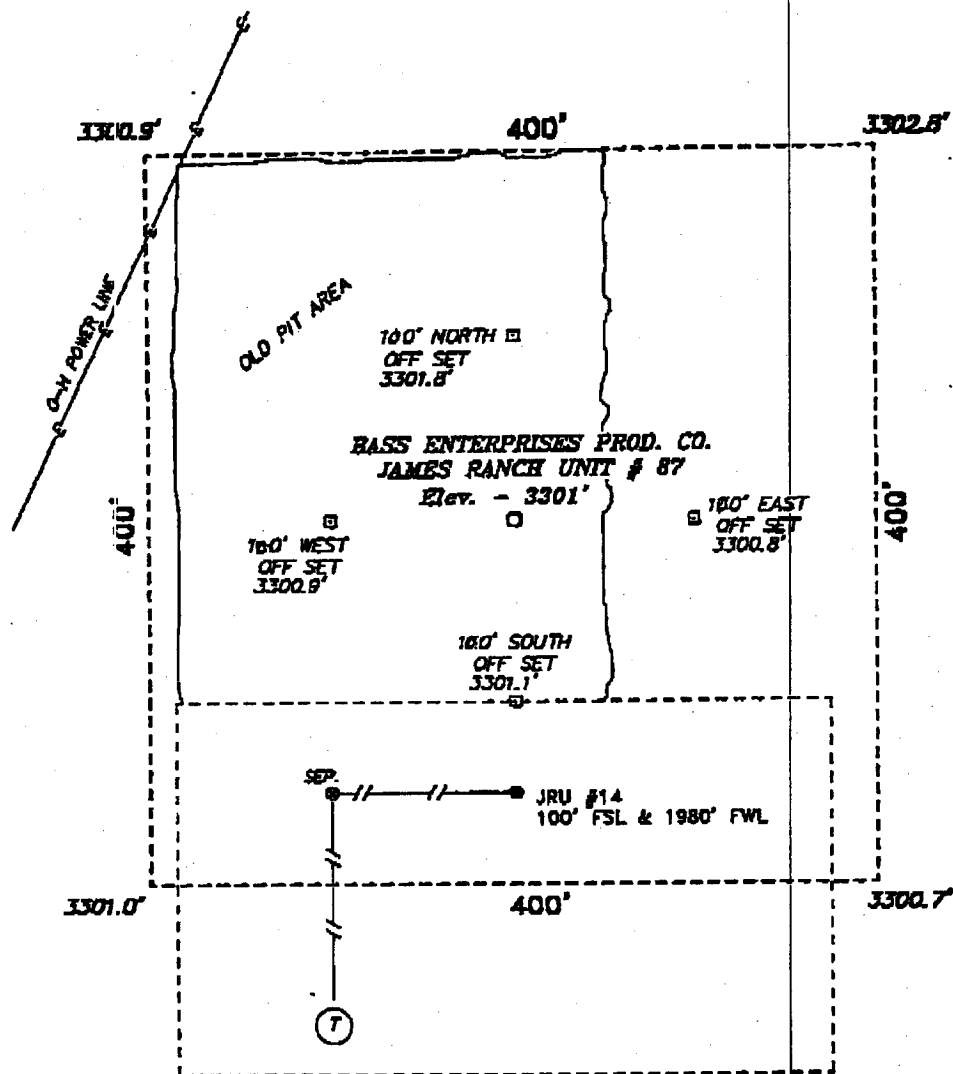 3300.9'
400'
3302.8'
O-H POWER LINE
OLD PIT AREA
100' NORTH
OFF SET
3301.8'
BASS ENTERPRISES PROD. CO.
JAMES RANCH UNIT # 87
Elev. - 3301'
400'
400'
100' WEST
OFF SET
3300.9'
100' EAST
OFF SET
3300.8'
100' SOUTH
OFF SET
3301.1'
SEP.
JRU #14
100' FSL & 1980' FWL
3301.0'
400'
3300.7'
T